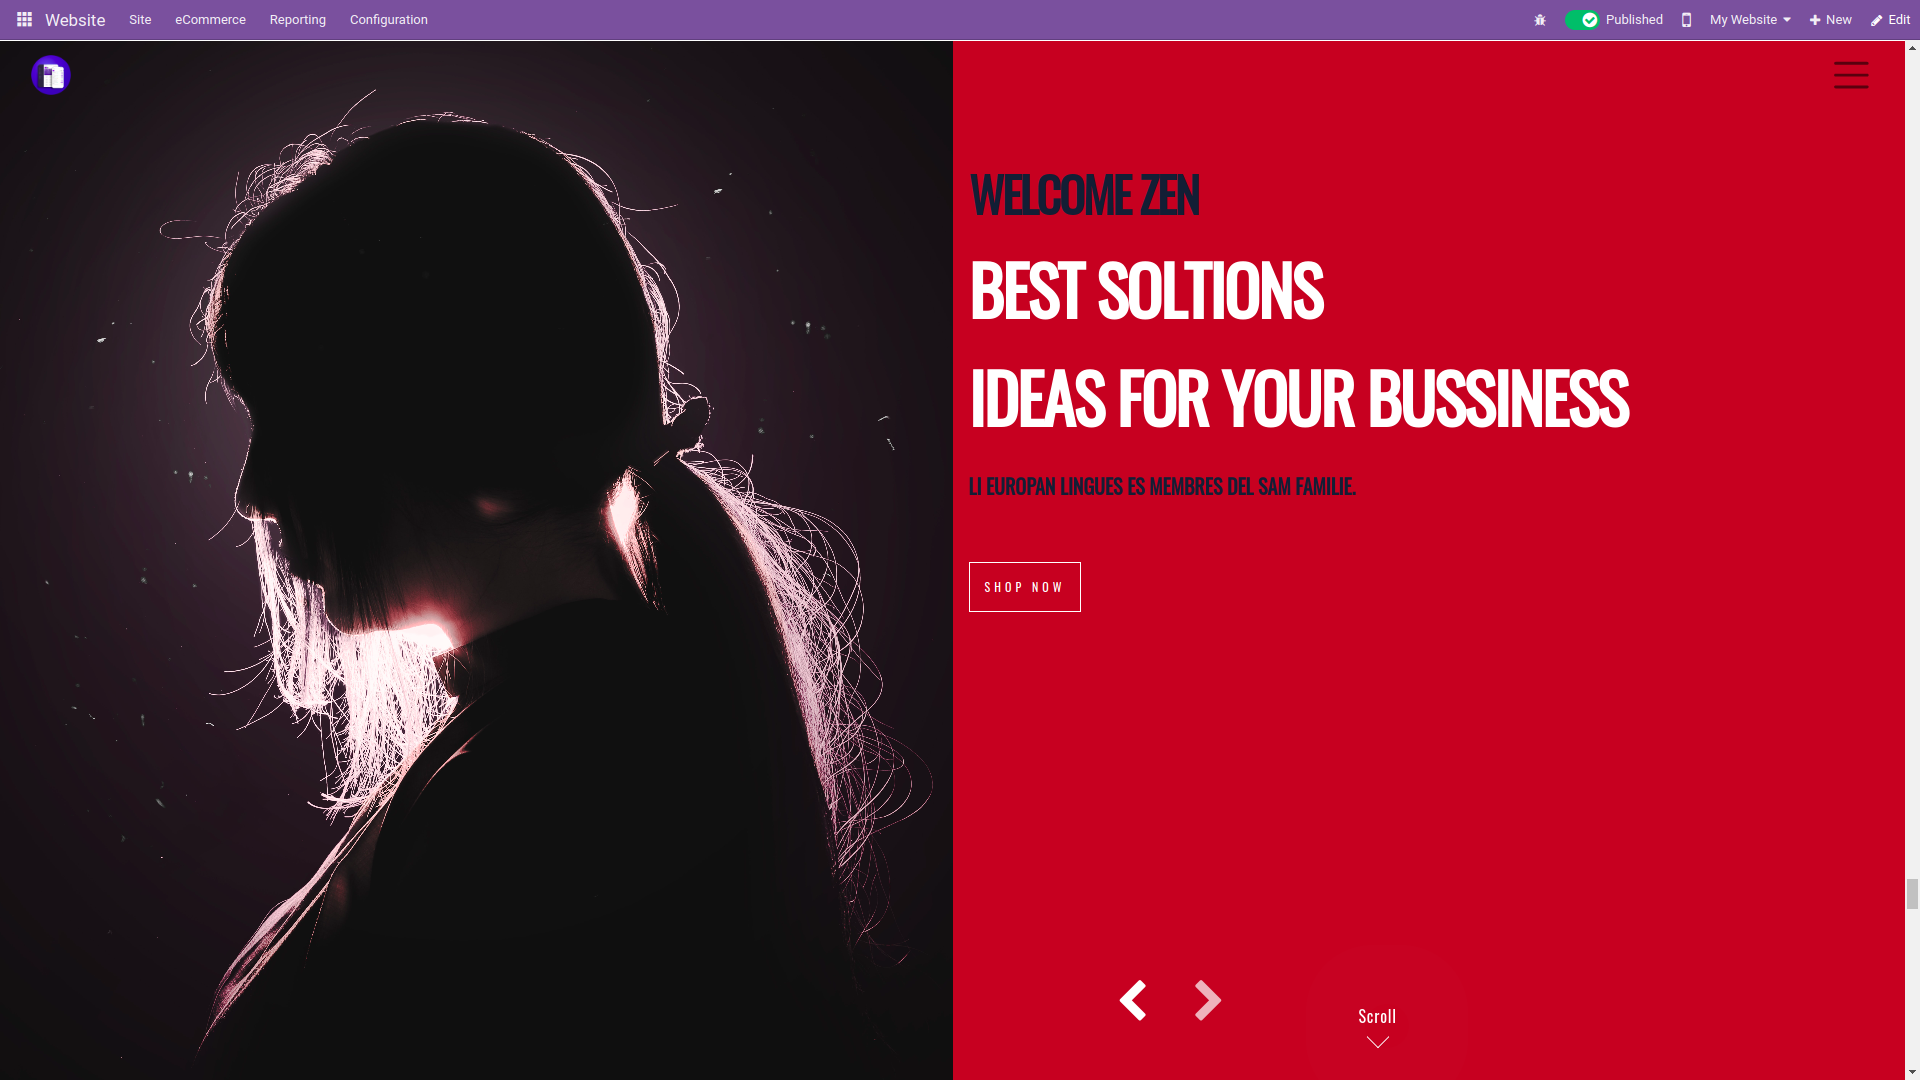 Website Site eCommerce Reporting Configuration Published My Website New Edit
WELCOME ZEN
BEST SOLTIONS
IDEAS FOR YOUR BUSSINESS
LI EUROPAN LINGUES ES MEMBRES DEL SAM FAMILIE.
SHOP NOW
Scroll